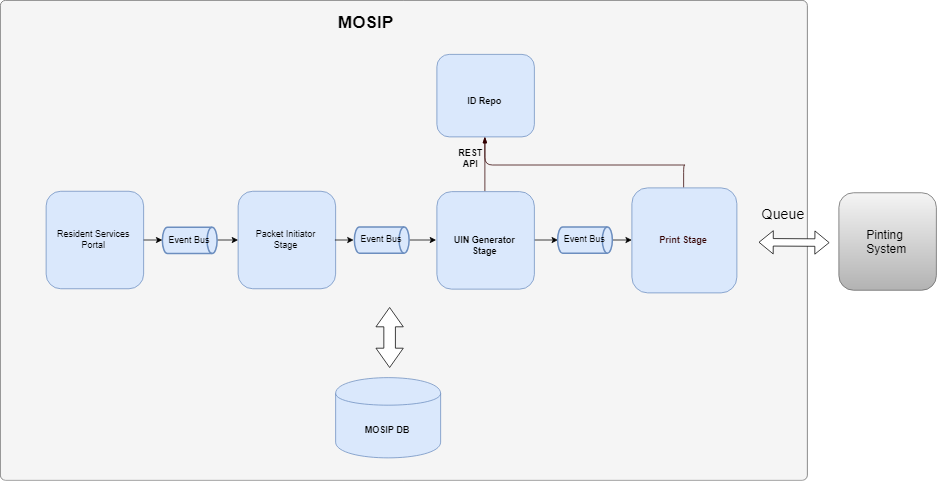 MOSIP
ID Repo
REST
API
Resident Services
Portal
Event Bus
Packet Initiator
Stage
Event Bus
UIN Generator
Stage
Event Bus
Print Stage
Queue
Pinting
System
MOSIP DB